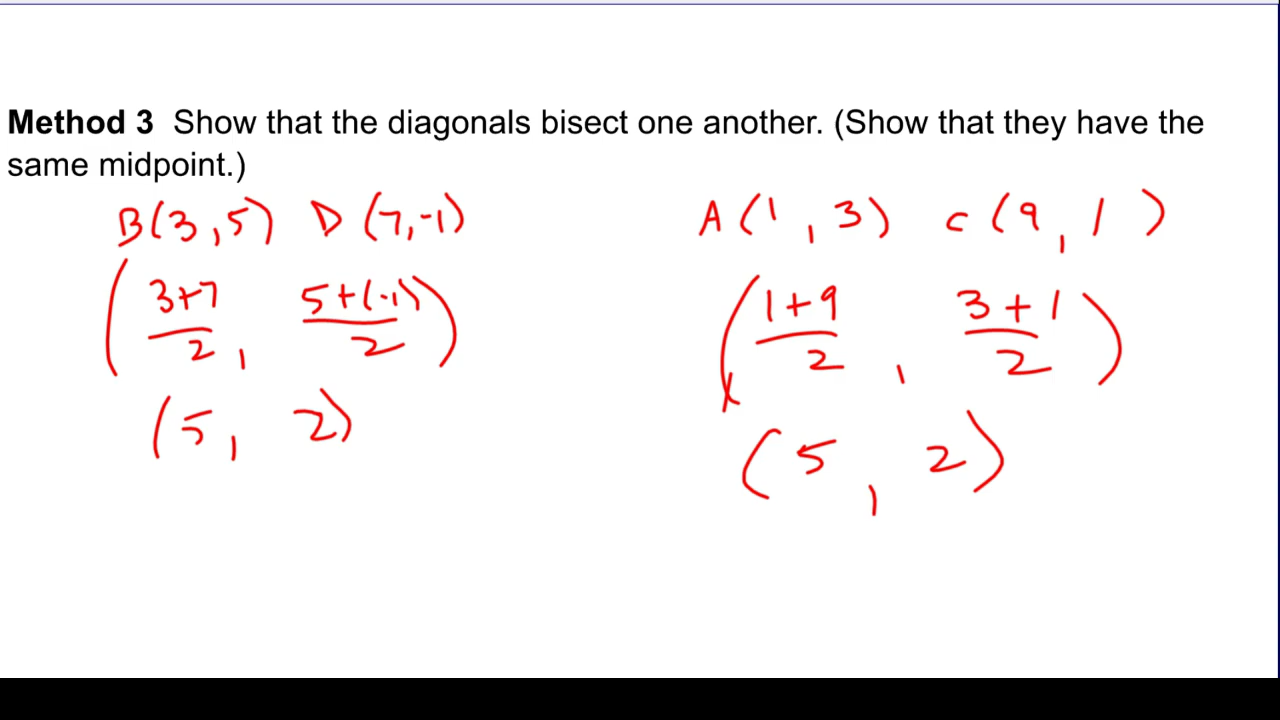 Method 3 Show that the diagonals bisect one another. (Show that they have the
same midpoint.)
B(3,5) D(7,-1)
(3+7/2, 5+(-1)/2)
(5, 2)
A(1,3) C(9,1)
(1+9/2, 3+1/2)
(5, 2)